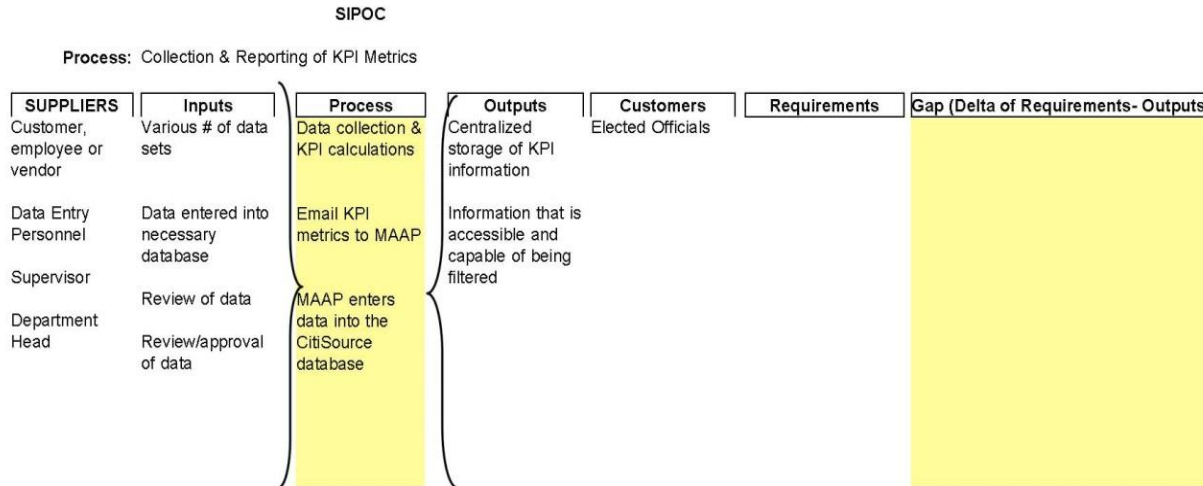 SIPOC
Process: Collection & Reporting of KPI Metrics
SUPPLIERS
Customer,
employee or
vendor
Data Entry
Personnel
Supervisor
Department
Head
Inputs
Various # of data
sets
Data entered into
necessary
database
Review of data
Review/approval
of data
Process
Data collection &
KPI calculations
Email KPI
metrics to MAAP
MAAP enters
data into the
CitiSource
database
Outputs
Centralized
storage of KPI
information
Information that is
accessible and
capable of being
filtered
Customers
Elected Officials
Requirements
Gap (Delta of Requirements- Outputs